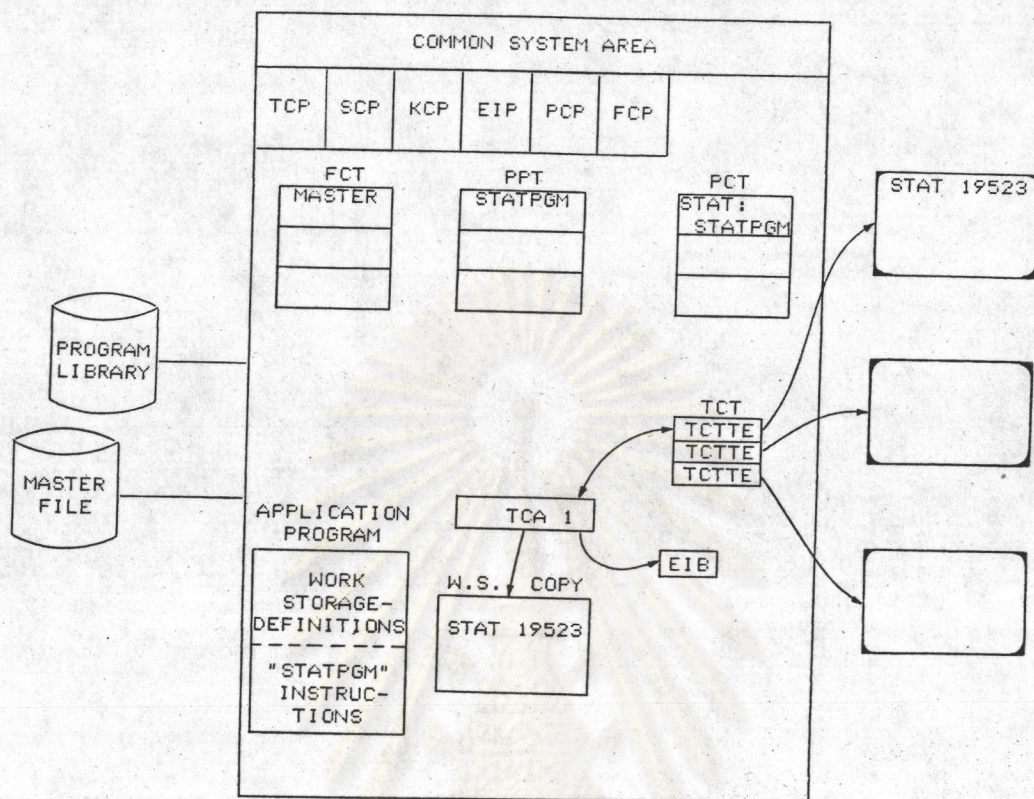 COMMON SYSTEM AREA
TCP SCP KCP EIP PCP FCP
FCT
MASTER
PPT
STATPGM
PCT
STAT:
STATPGM
STAT 19523
PROGRAM
LIBRARY
MASTER
FILE
TCT
TCTTE
TCTTE
TCTTE
APPLICATION
PROGRAM
WORK
STORAGE-
DEFINITIONS
"STATPGM"
INSTRUC-
TIONS
TCA 1
EIB
W.S. COPY
STAT 19523